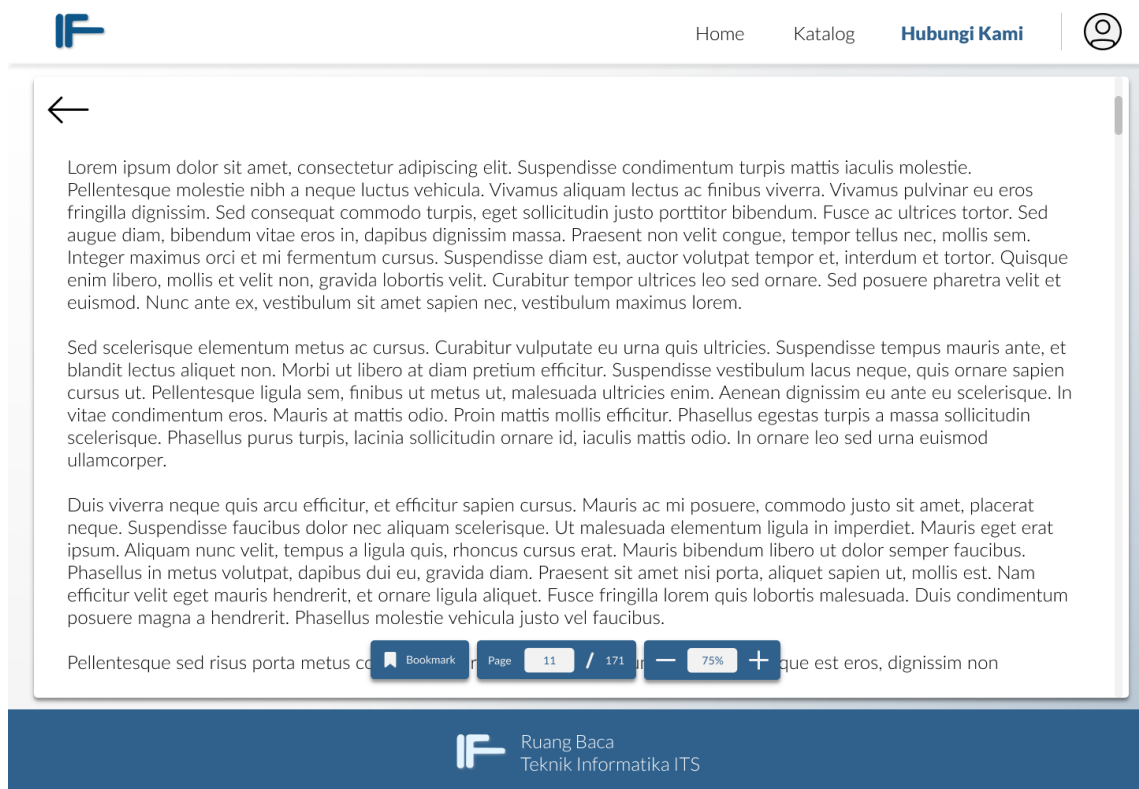 IF
Home Katalog Hubungi Kami
Lorem ipsum dolor sit amet, consectetur adipiscing elit. Suspendisse condimentum turpis mattis iaculis molestie.
Pellentesque molestie nibh a neque luctus vehicula. Vivamus aliquam lectus ac finibus viverra. Vivamus pulvinar eu eros
fringilla dignissim. Sed consequat commodo turpis, eget sollicitudin justo porttitor bibendum. Fusce ac ultrices tortor. Sed
augue diam, bibendum vitae eros in, dapibus dignissim massa. Praesent non velit congue, tempor tellus nec, mollis sem.
Integer maximus orci et mi fermentum cursus. Suspendisse diam est, auctor volutpat tempor et, interdum et tortor. Quisque
enim libero, mollis et velit non, gravida lobortis velit. Curabitur tempor ultrices leo sed ornare. Sed posuere pharetra velit et
euismod. Nunc ante ex, vestibulum sit amet sapien nec, vestibulum maximus lorem.
Sed scelerisque elementum metus ac cursus. Curabitur vulputate eu urna quis ultricies. Suspendisse tempus mauris ante, et
blandit lectus aliquet non. Morbi ut libero at diam pretium efficitur. Suspendisse vestibulum lacus neque, quis ornare sapien
cursus ut. Pellentesque ligula sem, finibus ut metus ut, malesuada ultricies enim. Aenean dignissim eu ante eu scelerisque. In
vitae condimentum eros. Mauris at mattis odio. Proin mattis mollis efficitur. Phasellus egestas turpis a massa sollicitudin
scelerisque. Phasellus purus turpis, lacinia sollicitudin ornare id, iaculis mattis odio. In ornare leo sed urna euismod
ullamcorper.
Duis viverra neque quis arcu efficitur, et efficitur sapien cursus. Mauris ac mi posuere, commodo justo sit amet, placerat
neque. Suspendisse faucibus dolor nec aliquam scelerisque. Ut malesuada elementum ligula in imperdiet. Mauris eget erat
ipsum. Aliquam nunc velit, tempus a ligula quis, rhoncus cursus erat. Mauris bibendum libero ut dolor semper faucibus.
Phasellus in metus volutpat, dapibus dui eu, gravida diam. Praesent sit amet nisi porta, aliquet sapien ut, mollis est. Nam
efficitur velit eget mauris hendrerit, et ornare ligula aliquet. Fusce fringilla lorem quis lobortis malesuada. Duis condimentum
posuere magna a hendrerit. Phasellus molestie vehicula justo vel faucibus.
Pellentesque sed risus porta metus est eros, dignissim non
Bookmark Page 11 / 171 — 75% +
IF
Ruang Baca
Teknik Informatika ITS